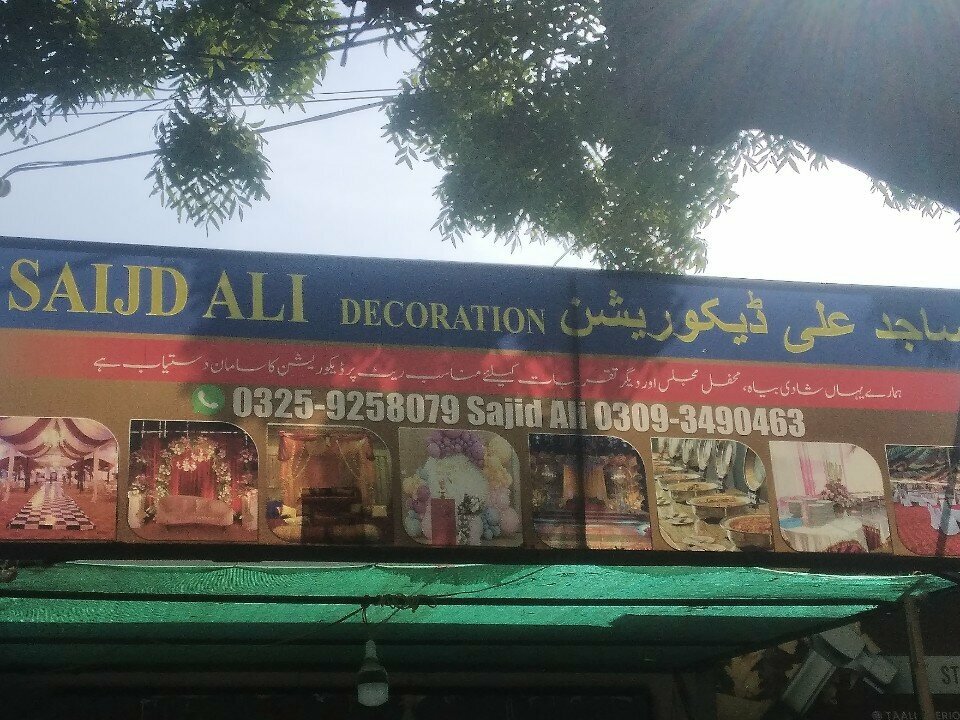 SAIJD ALI DECORATION ساجد علی ڈیکوریشن
ہمارے یہاں شادی بیاہ، محفل مجلس اور دیگر تقریبات کیلئے مناسب ریٹ پر ڈیکوریشن کا سامان دستیاب ہے
0325-9258079 Sajid Ali 0309-3490463
ST